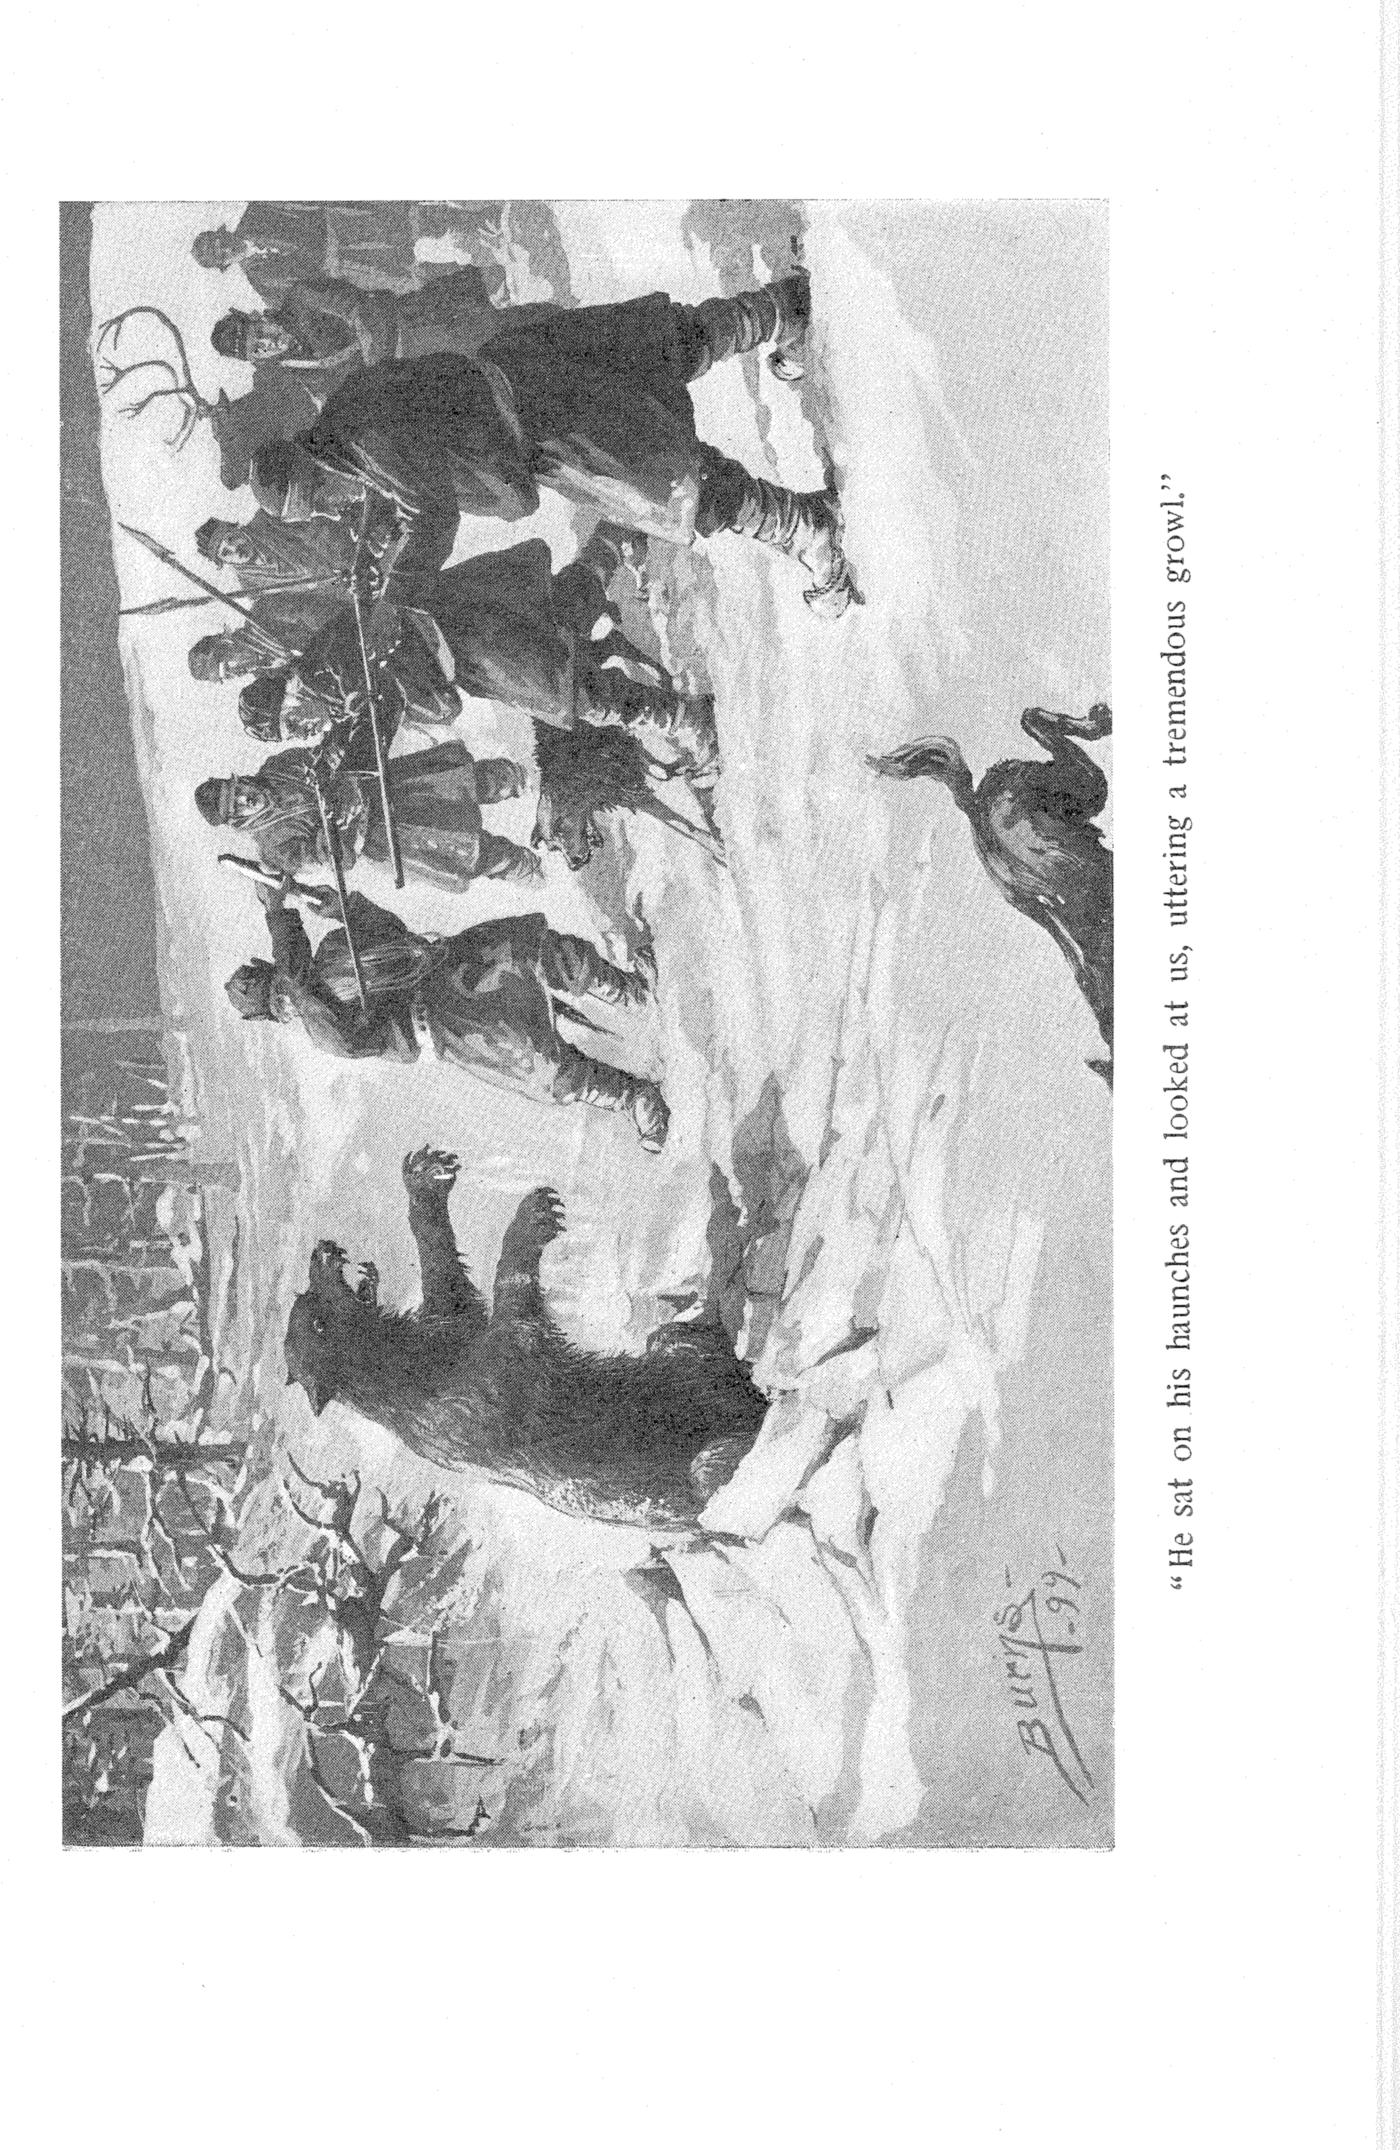 Burns
-99-
“He sat on his haunches and looked at us, uttering a tremendous growl.”